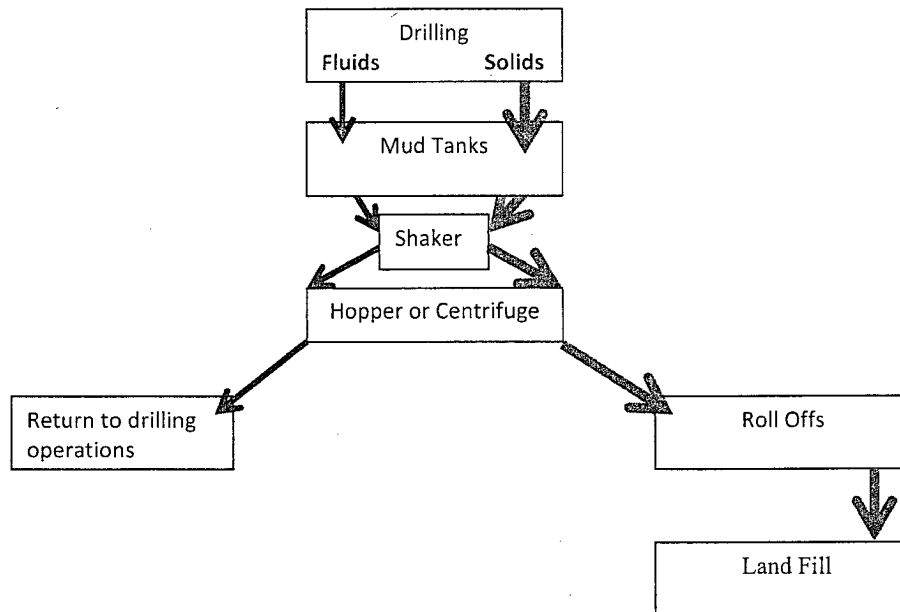 Drilling
Fluids Solids
Mud Tanks
Shaker
Hopper or Centrifuge
Return to drilling
operations
Roll Offs
Land Fill